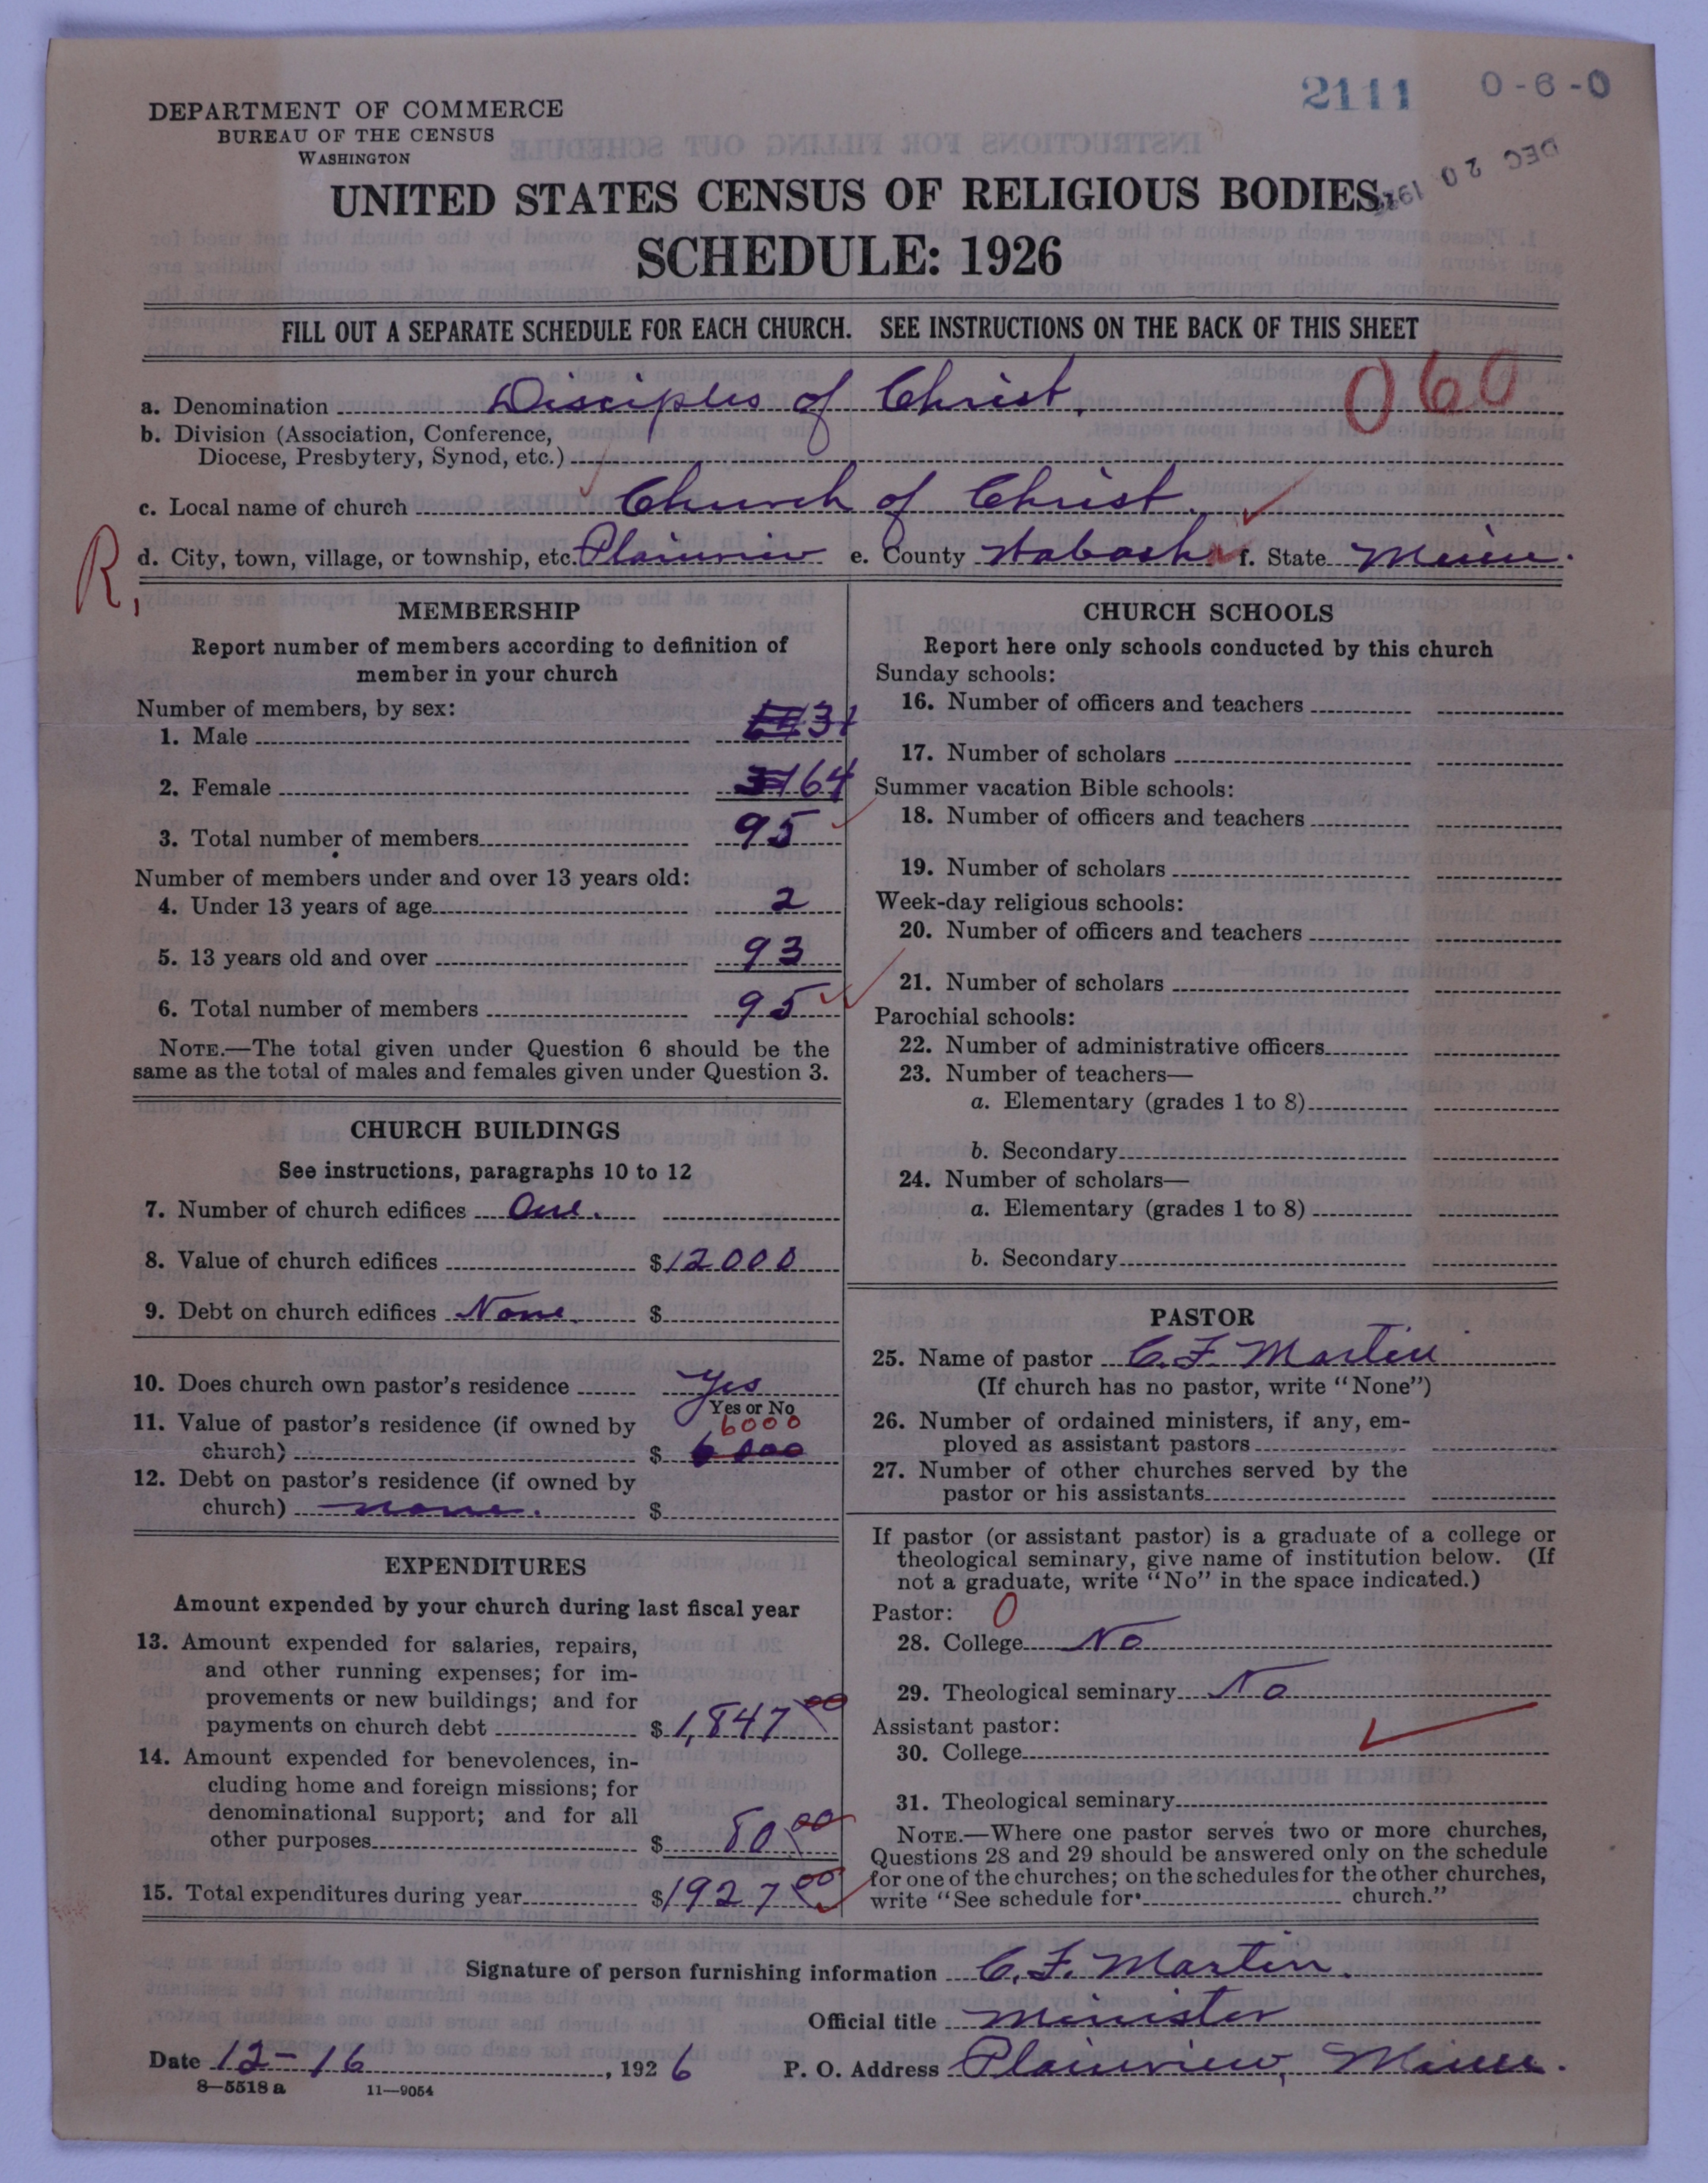 2111 0-6-0
DEPARTMENT OF COMMERCE
BUREAU OF THE CENSUS
WASHINGTON
DEC 20
UNITED STATES CENSUS OF RELIGIOUS BODIES
SCHEDULE: 1926
FILL OUT A SEPARATE SCHEDULE FOR EACH CHURCH. SEE INSTRUCTIONS ON THE BACK OF THIS SHEET
a. Denomination Disciples of Christ. 060
b. Division (Association, Conference,
Diocese, Presbytery, Synod, etc.)
c. Local name of church Church of Christ.
R, d. City, town, village, or township, etc. Plainview e. County Wabasha f. State Minn.
MEMBERSHIP
Report number of members according to definition of
member in your church
Number of members, by sex:
1. Male 31
2. Female 64
3. Total number of members 95
Number of members under and over 13 years old:
4. Under 13 years of age 2
5. 13 years old and over 93
6. Total number of members 95
NOTE.—The total given under Question 6 should be the
same as the total of males and females given under Question 3.
CHURCH BUILDINGS
See instructions, paragraphs 10 to 12
7. Number of church edifices One.
8. Value of church edifices $12000
9. Debt on church edifices None. $
10. Does church own pastor's residence Yes
Yes or No
11. Value of pastor's residence (if owned by 6000
church) $ 6000
12. Debt on pastor's residence (if owned by
church) none. $
EXPENDITURES
Amount expended by your church during last fiscal year
13. Amount expended for salaries, repairs,
and other running expenses; for im-
provements or new buildings; and for
payments on church debt $1,847 00
14. Amount expended for benevolences, in-
cluding home and foreign missions; for
denominational support; and for all
other purposes $ 80 00
15. Total expenditures during year $1927 00
CHURCH SCHOOLS
Report here only schools conducted by this church
Sunday schools:
16. Number of officers and teachers
17. Number of scholars
Summer vacation Bible schools:
18. Number of officers and teachers
19. Number of scholars
Week-day religious schools:
20. Number of officers and teachers
21. Number of scholars
Parochial schools:
22. Number of administrative officers
23. Number of teachers—
a. Elementary (grades 1 to 8)
b. Secondary
24. Number of scholars—
a. Elementary (grades 1 to 8)
b. Secondary
PASTOR
25. Name of pastor C. F. Martin
(If church has no pastor, write "None")
26. Number of ordained ministers, if any, em-
ployed as assistant pastors
27. Number of other churches served by the
pastor or his assistants
If pastor (or assistant pastor) is a graduate of a college or
theological seminary, give name of institution below. (If
not a graduate, write "No" in the space indicated.)
Pastor: 0
28. College No
29. Theological seminary No
Assistant pastor:
30. College
31. Theological seminary
NOTE.—Where one pastor serves two or more churches,
Questions 28 and 29 should be answered only on the schedule
for one of the churches; on the schedules for the other churches,
write "See schedule for church."
Signature of person furnishing information C. F. Martin.
Official title Minister
Date 12-16, 1926 P. O. Address Plainview, Minn.
8—5518 a 11—9054